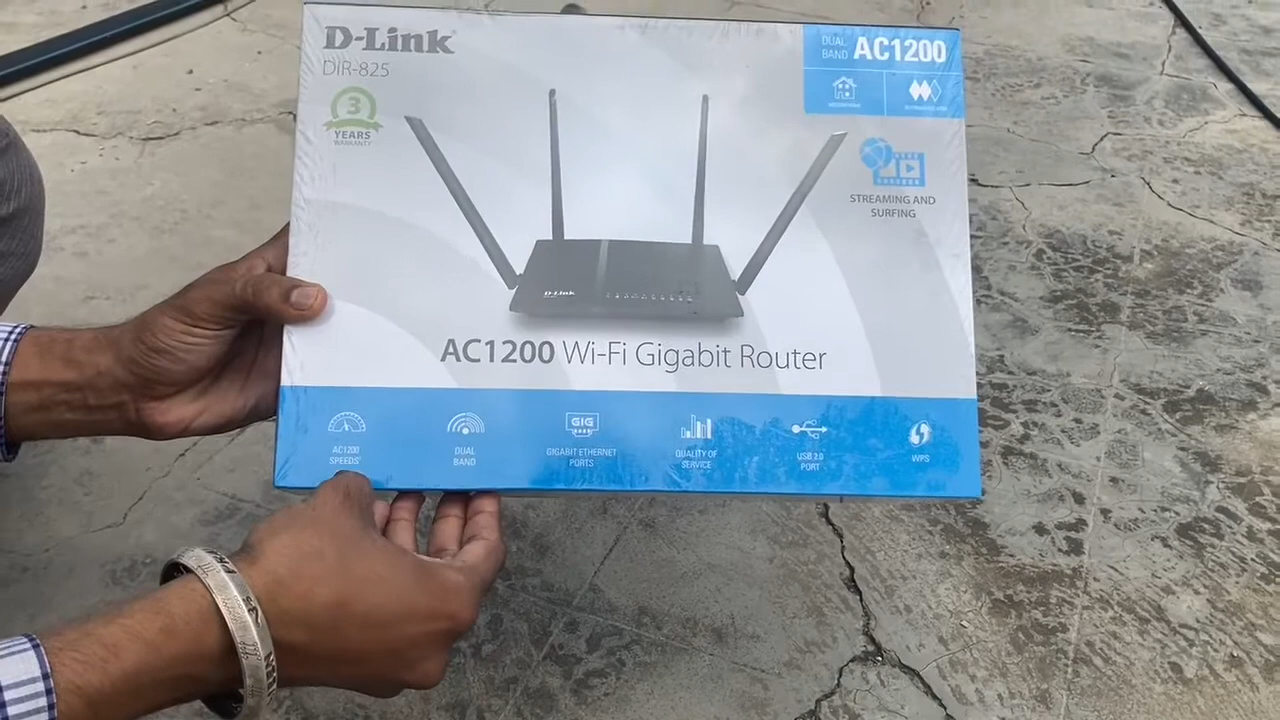 D-Link
DIR-825
3
YEARS
WARRANTY
DUAL
BAND
AC1200
STREAMING AND
SURFING
D-Link
AC1200 Wi-Fi Gigabit Router
AC1200
SPEEDS
DUAL
BAND
GIG
GIGABIT ETHERNET
PORTS
QUALITY OF
SERVICE
USB 2.0
PORT
WPS